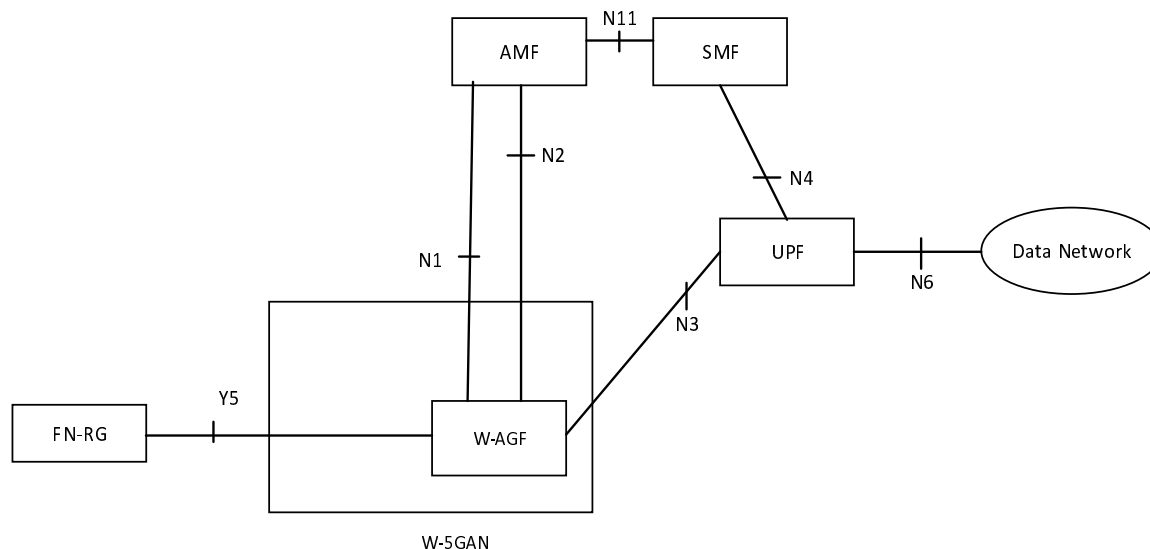 N11
AMF
SMF
N2
N4
N1
UPF
Data Network
N6
N3
Y5
FN-RG
W-AGF
W-5GAN